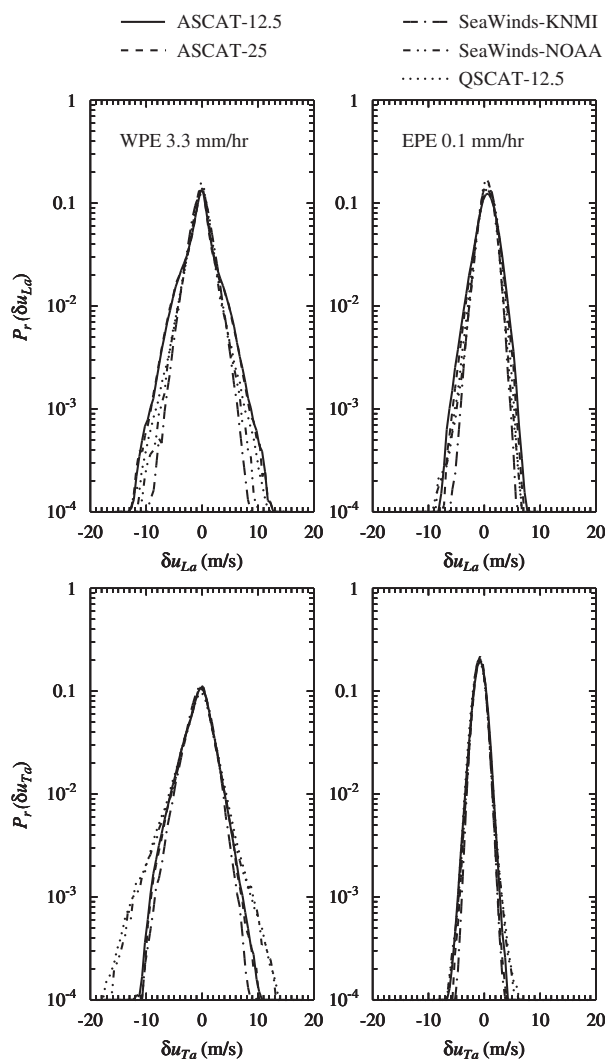 ASCAT-12.5
ASCAT-25
SeaWinds-KNMI
SeaWinds-NOAA
QSCAT-12.5
WPE 3.3 mm/hr
EPE 0.1 mm/hr
1
0.1
10⁻²
10⁻³
10⁻⁴
Pr(δuLa)
-20 -10 0 10 20
δuLa (m/s)
1
0.1
10⁻²
10⁻³
10⁻⁴
-20 -10 0 10 20
δuLa (m/s)
1
0.1
10⁻²
10⁻³
10⁻⁴
Pr(δuTa)
-20 -10 0 10 20
δuTa (m/s)
1
0.1
10⁻²
10⁻³
10⁻⁴
-20 -10 0 10 20
δuTa (m/s)